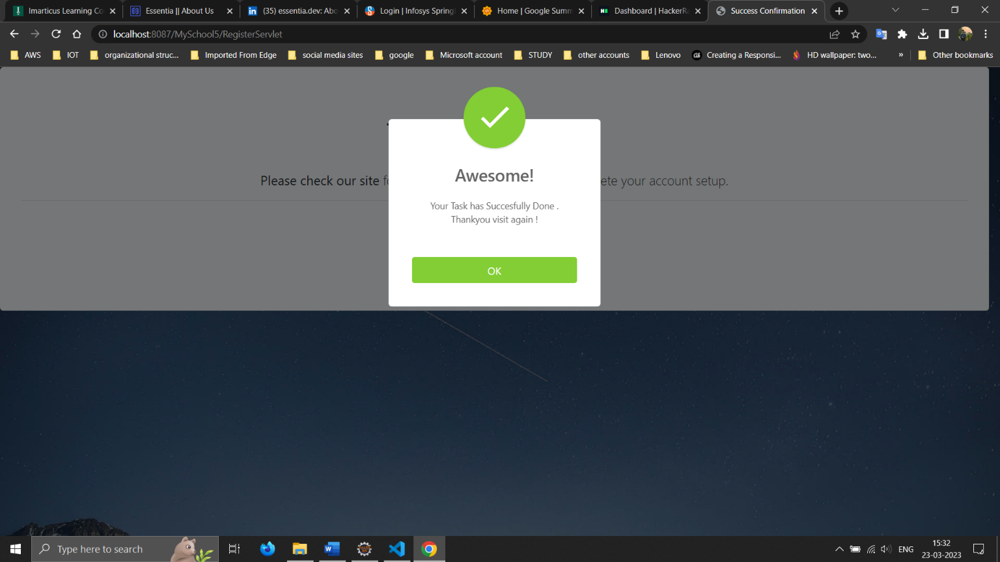 Imarticus Learning Co
Essentia || About Us
(35) essentia.dev: Abo
Login | Infosys Spring
Home | Google Summ
Dashboard | HackerRa
Success Confirmation
localhost:8087/MySchool5/RegisterServlet
AWS
IOT
organizational struc...
Imported From Edge
social media sites
google
Microsoft account
STUDY
other accounts
Lenovo
Creating a Responsi...
HD wallpaper: two...
»
Other bookmarks
Please check our site fo
ete your account setup.
Awesome!
Your Task has Succesfully Done .
Thankyou visit again !
OK
Type here to search
ENG
15:32
23-03-2023